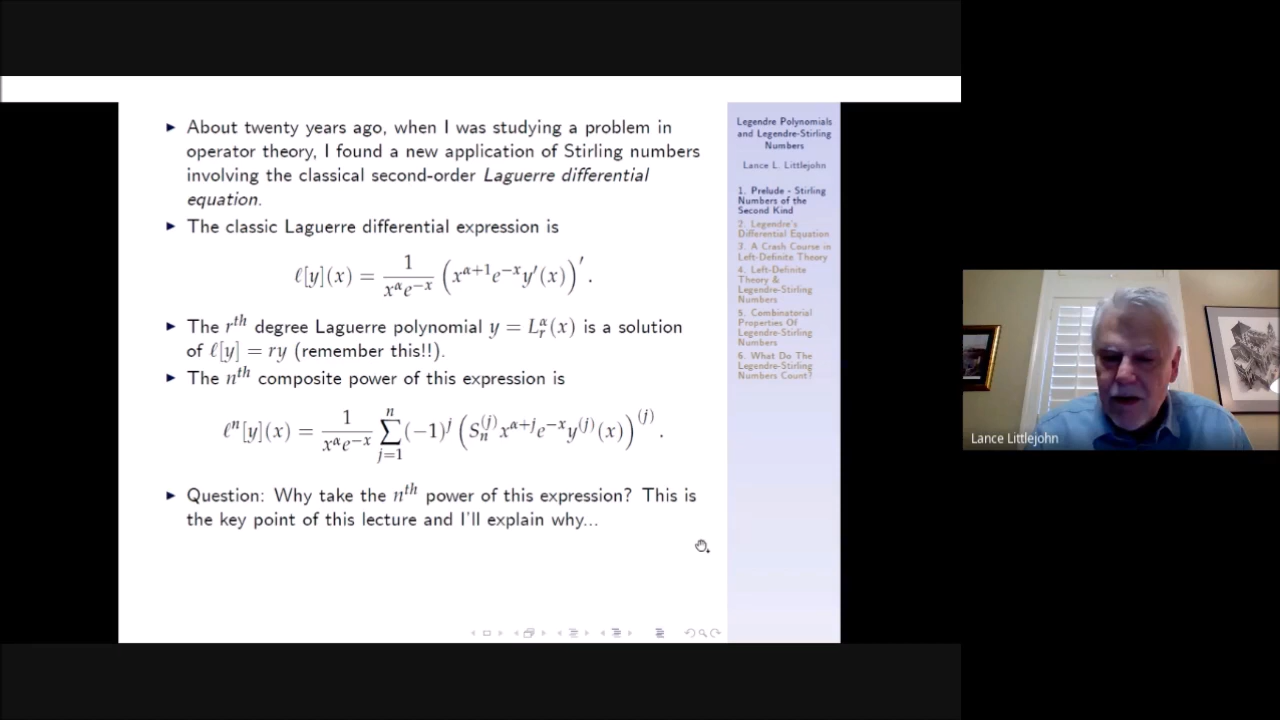 ► About twenty years ago, when I was studying a problem in
operator theory, I found a new application of Stirling numbers
involving the classical second-order Laguerre differential
equation.
► The classic Laguerre differential expression is
ℓ[y](x) = 1/(x^α e^{-x}) (x^{α+1} e^{-x} y′(x))′.
► The r^{th} degree Laguerre polynomial y = L_r^α(x) is a solution
of ℓ[y] = ry (remember this!!).
► The n^{th} composite power of this expression is
ℓ^n[y](x) = 1/(x^α e^{-x}) ∑_{j=1}^{n} (−1)^j (S_n^{(j)} x^{α+j} e^{-x} y^{(j)}(x))^{(j)}.
► Question: Why take the n^{th} power of this expression? This is
the key point of this lecture and I'll explain why...
Legendre Polynomials
and Legendre-Stirling
Numbers
Lance L. Littlejohn
1. Prelude - Stirling
Numbers of the
Second Kind
2. Legendre's
Differential Equation
3. A Crash Course in
Left-Definite Theory
4. Left-Definite
Theory &
Legendre-Stirling
Numbers
5. Combinatorial
Properties Of
Legendre-Stirling
Numbers
6. What Do The
Legendre-Stirling
Numbers Count?
Lance Littlejohn